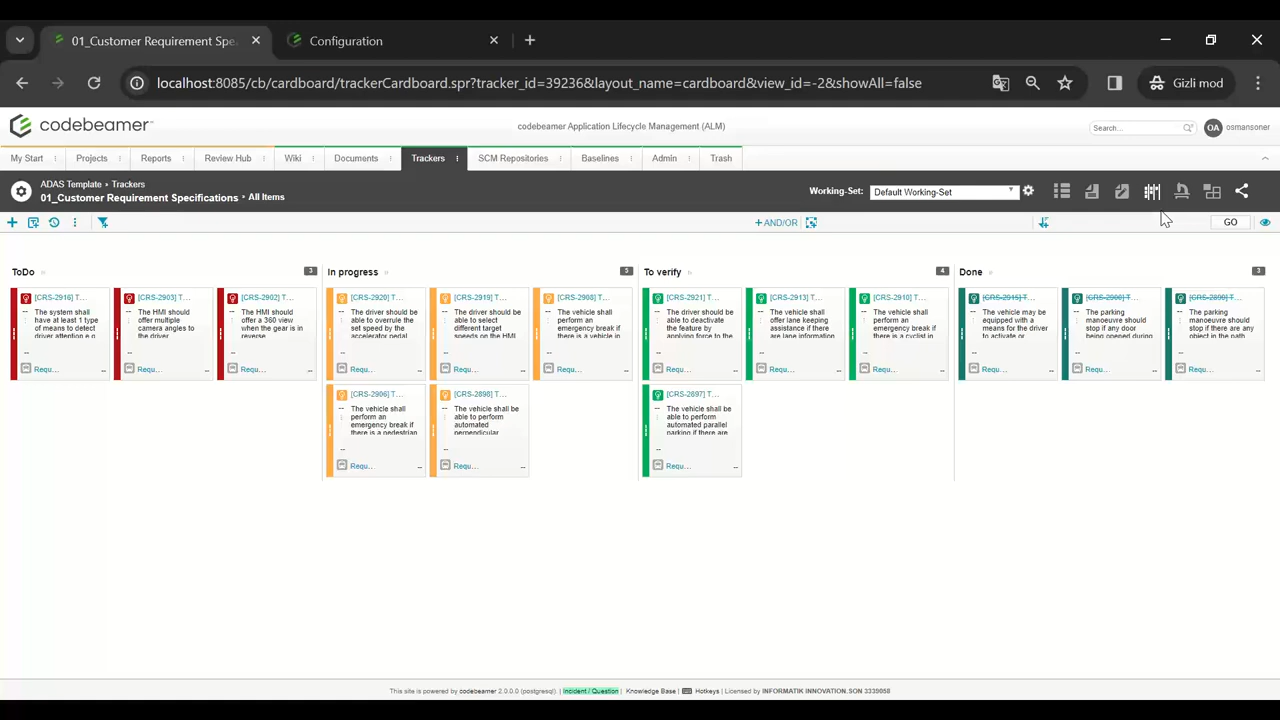 01_Customer Requirement Spe
Configuration
localhost:8085/cb/cardboard/trackerCardboard.spr?tracker_id=39236&layout_name=cardboard&view_id=-2&showAll=false
Gizli mod
codebeamer
codebeamer Application Lifecycle Management (ALM)
Search...
OA osmansoner
My Start Projects Reports Review Hub Wiki Documents Trackers SCM Repositories Baselines Admin Trash
ADAS Template › Trackers
01_Customer Requirement Specifications › All Items
Working-Set: Default Working-Set
+AND/OR
GO
ToDo 3
[CRS-2916] T...
The system shall
have at least 1 type
of means to detect
driver attention e.g
--
Requ... --
[CRS-2903] T...
The HMI should
offer multiple
camera angles to
the driver
--
Requ... --
[CRS-2902] T...
The HMI should
offer a 360 view
when the gear is in
reverse
--
Requ... --
In progress 5
[CRS-2920] T...
The driver should be
able to overrule the
set speed by the
accelerator pedal
--
Requ... --
[CRS-2919] T...
The driver should be
able to select
different target
speeds on the HMI
--
Requ... --
[CRS-2908] T...
The vehicle shall
perform an
emergency break if
there is a vehicle in
--
Requ... --
[CRS-2906] T...
The vehicle shall
perform an
emergency break if
there is a pedestrian
--
Requ... --
[CRS-2898] T...
The vehicle shall be
able to perform
automated
perpendicular
--
Requ... --
To verify 4
[CRS-2921] T...
The driver should be
able to deactivate
the feature by
applying force to the
--
Requ... --
[CRS-2913] T...
The vehicle shall
offer lane keeping
assistance if there
are lane information
--
Requ... --
[CRS-2910] T...
The vehicle shall
perform an
emergency break if
there is a cyclist in
--
Requ... --
[CRS-2897] T...
The vehicle shall be
able to perform
automated parallel
parking if there are
--
Requ... --
Done 3
[CRS-2915] T...
The vehicle may be
equipped with a
means for the driver
to activate or
--
Requ... --
[CRS-2900] T...
The parking
manoeuvre should
stop if any door
being opened during
--
Requ... --
[CRS-2899] T...
The parking
manoeuvre should
stop if there are any
object in the path
--
Requ... --
This site is powered by codebeamer 2.0.0.0 (postgresql). | Incident / Question | Knowledge Base | Hotkeys | Licensed by INFORMATIK INNOVATION.SON 3339058